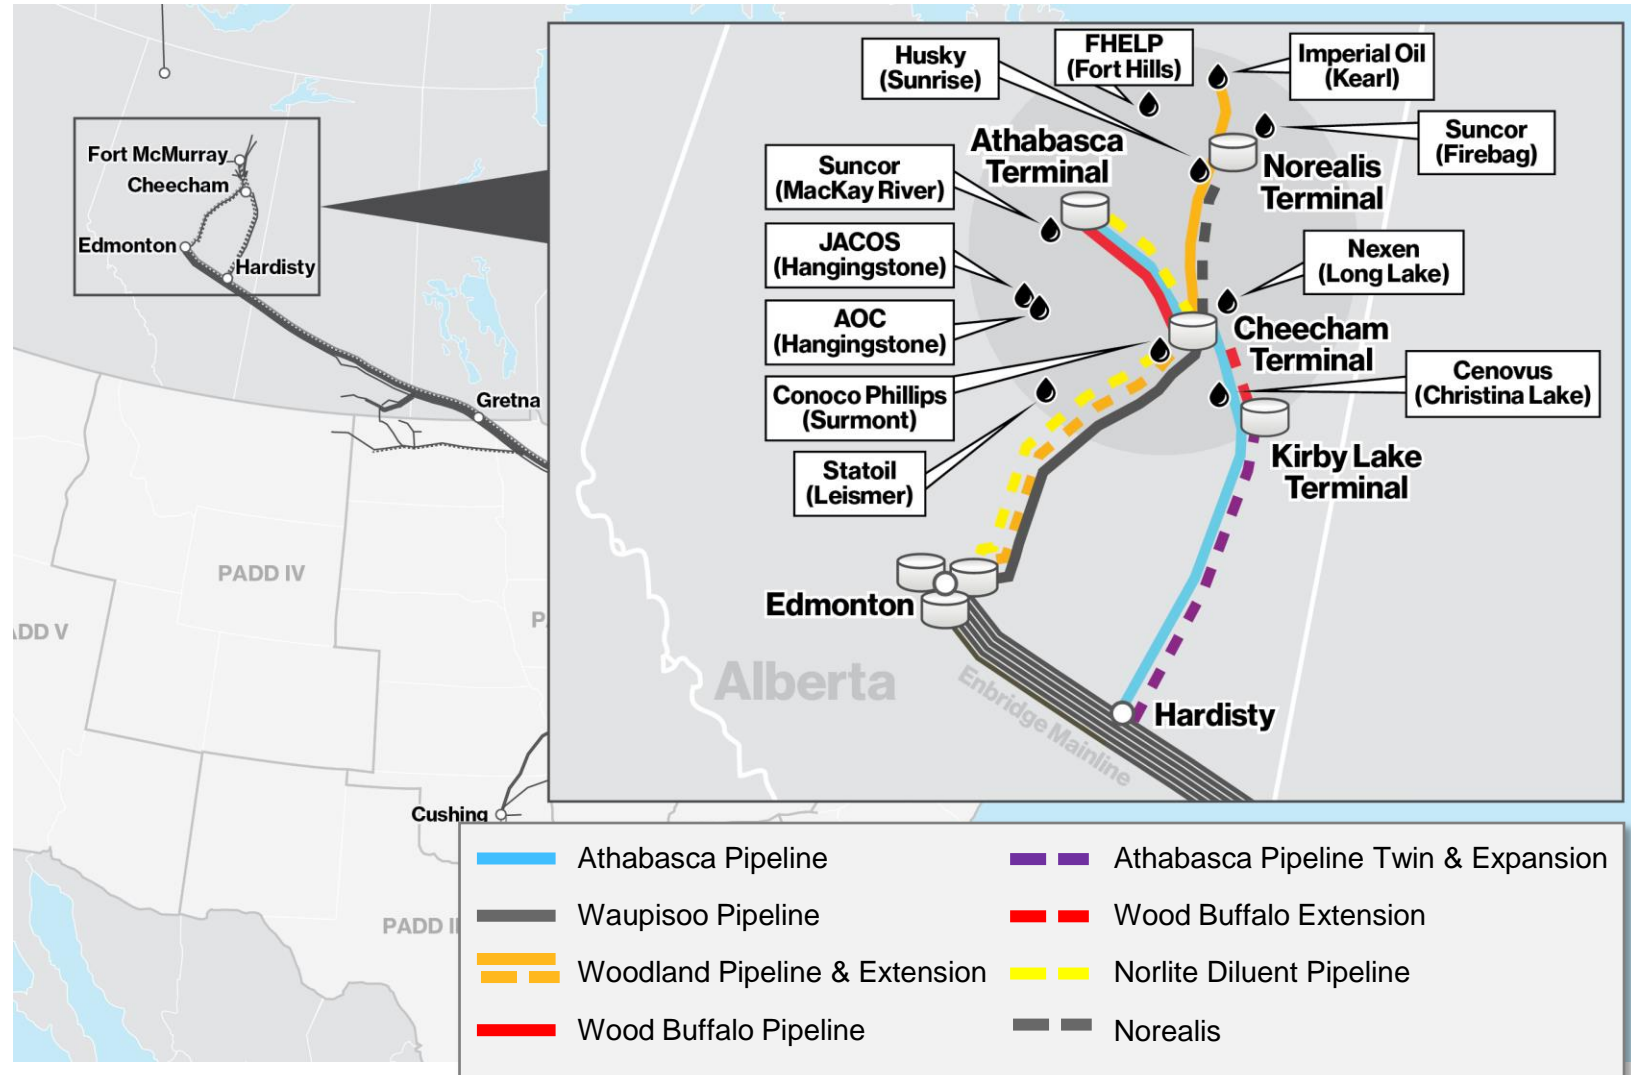 Fort McMurray
Cheecham
Edmonton
Hardisty
Gretna
Cushing
PADD IV
ADD V
P
PADD II
Husky
(Sunrise)
FHELP
(Fort Hills)
Imperial Oil
(Kearl)
Suncor
(Firebag)
Athabasca
Terminal
Norealis
Terminal
Suncor
(MacKay River)
JACOS
(Hangingstone)
Nexen
(Long Lake)
AOC
(Hangingstone)
Cheecham
Terminal
Conoco Phillips
(Surmont)
Cenovus
(Christina Lake)
Statoil
(Leismer)
Kirby Lake
Terminal
Edmonton
Alberta
Enbridge Mainline
Hardisty
Athabasca Pipeline
Waupisoo Pipeline
Woodland Pipeline & Extension
Wood Buffalo Pipeline
Athabasca Pipeline Twin & Expansion
Wood Buffalo Extension
Norlite Diluent Pipeline
Norealis